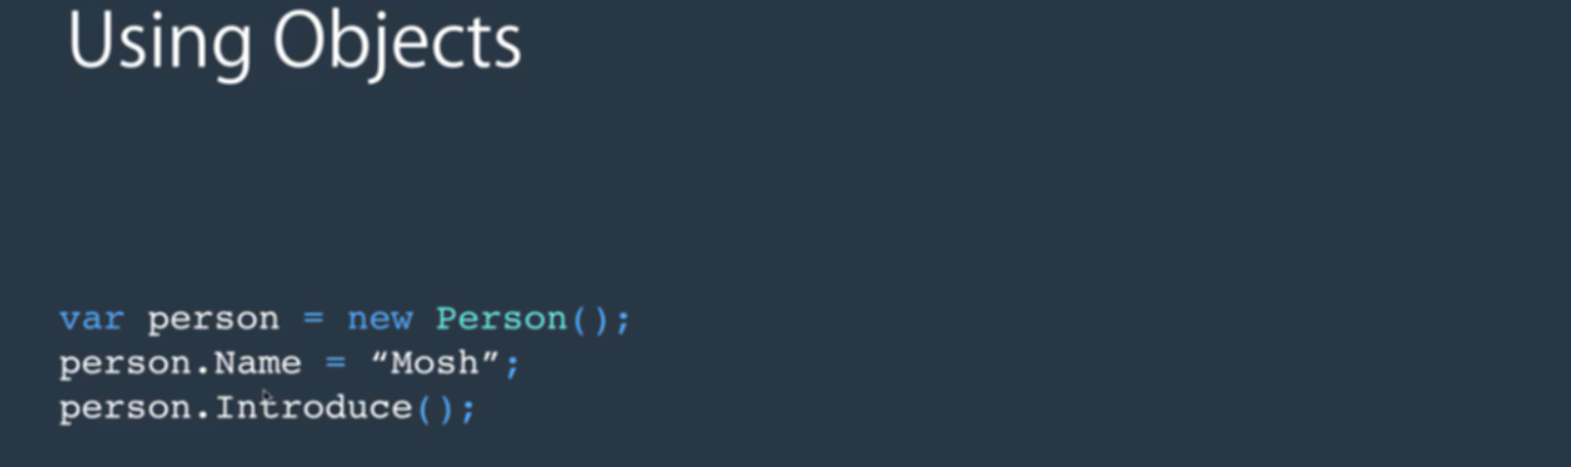 Using Objects
var person = new Person();
person.Name = “Mosh”;
person.Introduce();